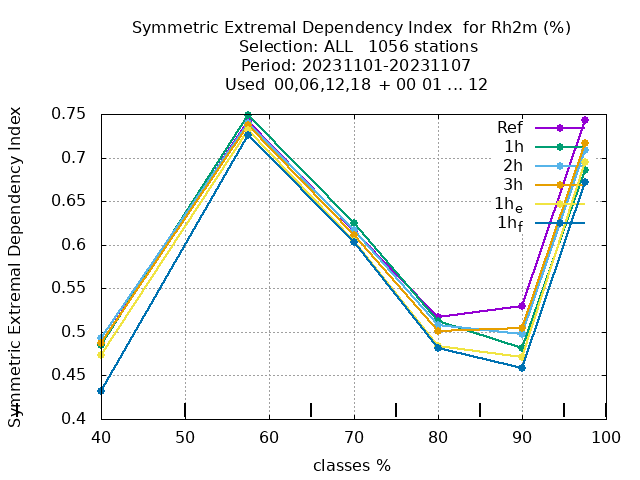 Symmetric Extremal Dependency Index for Rh2m (%)
Selection: ALL 1056 stations
Period: 20231101-20231107
Used 00,06,12,18 + 00 01 ... 12
Symmetric Extremal Dependency Index
0.75
0.7
0.65
0.6
0.55
0.5
0.45
0.4
Ref
1h
2h
3h
1h_e
1h_f
40 50 60 70 80 90 100
classes %